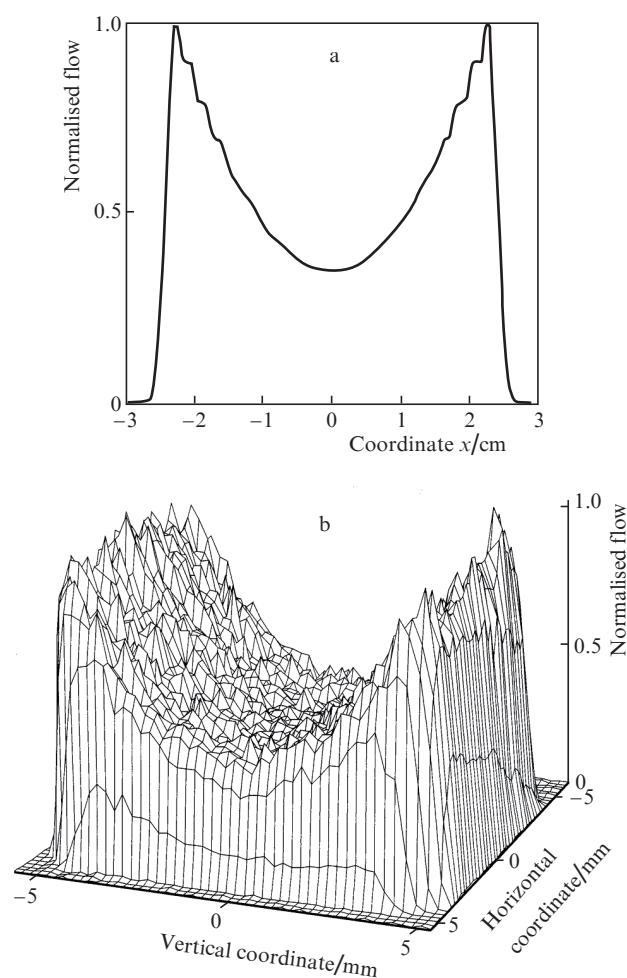 1.0
a
Normalised flow
0.5
0
−3
−2
−1
0
1
2
3
Coordinate x/cm
b
1.0
Normalised flow
0.5
0
−5
0
5
Horizontal
coordinate/mm
−5
0
5
Vertical coordinate/mm